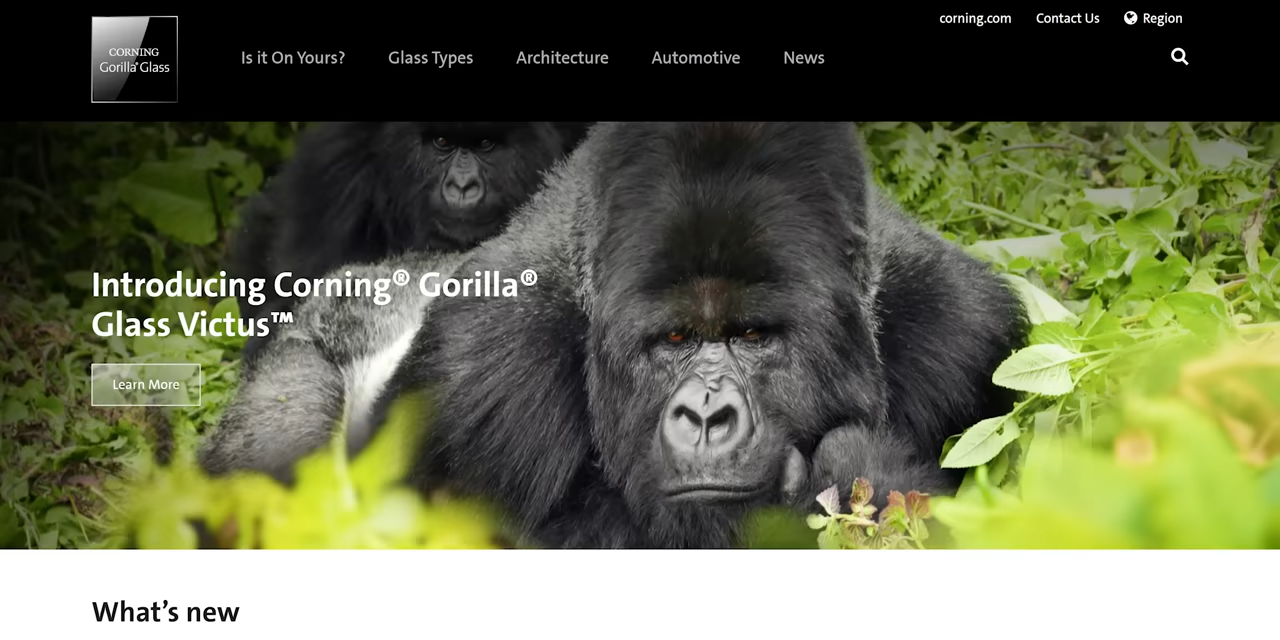 corning.com Contact Us Region
CORNING
Gorilla® Glass
Is it On Yours? Glass Types Architecture Automotive News
Introducing Corning® Gorilla®
Glass Victus™
Learn More
What’s new